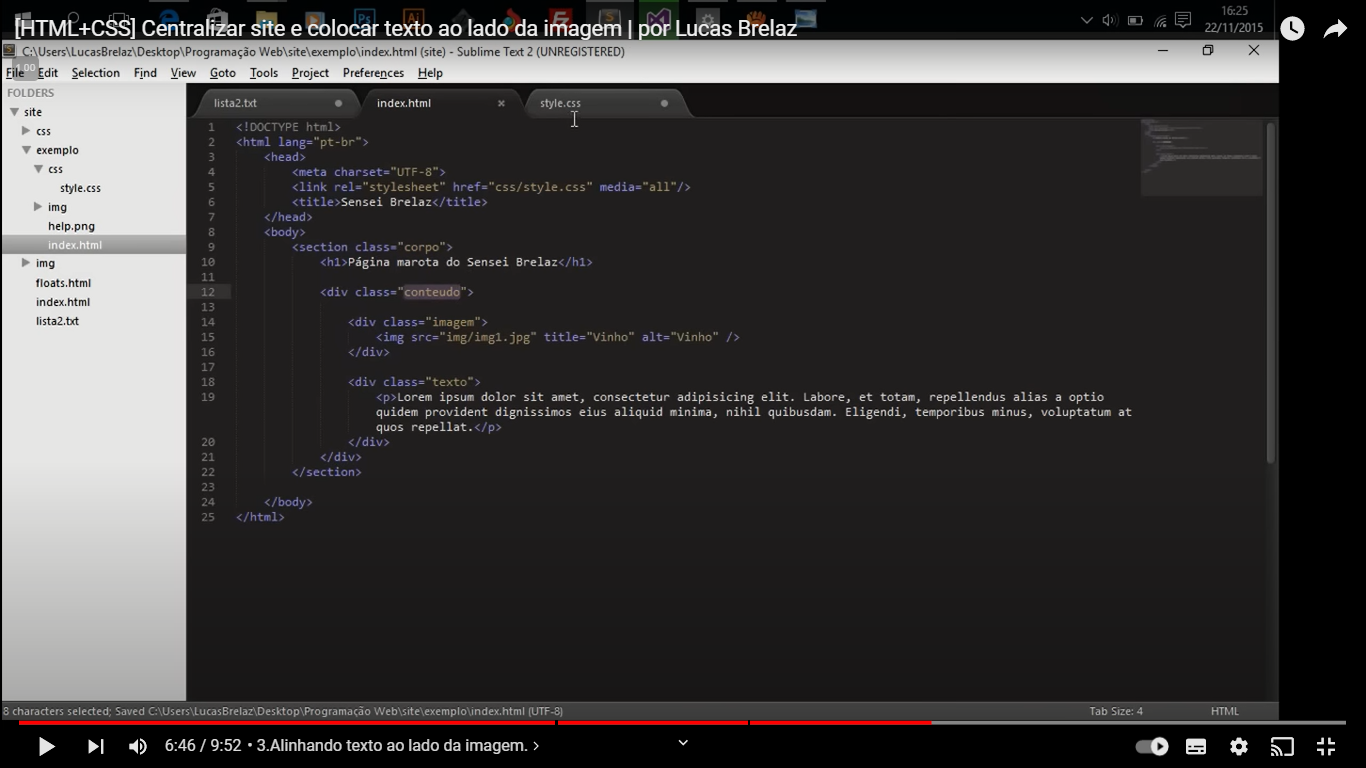 [HTML+CSS] Centralizar site e colocar texto ao lado da imagem | por Lucas Brelaz
16:25
22/11/2015
C:\Users\LucasBrelaz\Desktop\Programação Web\site\exemplo\index.html (site) - Sublime Text 2 (UNREGISTERED)
1.00
File Edit Selection Find View Goto Tools Project Preferences Help
FOLDERS
site
css
exemplo
css
style.css
img
help.png
index.html
img
floats.html
index.html
lista2.txt
lista2.txt index.html style.css
1 <!DOCTYPE html>
2 <html lang="pt-br">
3 <head>
4 <meta charset="UTF-8">
5 <link rel="stylesheet" href="css/style.css" media="all"/>
6 <title>Sensei Brelaz</title>
7 </head>
8 <body>
9 <section class="corpo">
10 <h1>Página marota do Sensei Brelaz</h1>
11
12 <div class="conteudo">
13
14 <div class="imagem">
15 <img src="img/img1.jpg" title="Vinho" alt="Vinho" />
16 </div>
17
18 <div class="texto">
19 <p>Lorem ipsum dolor sit amet, consectetur adipisicing elit. Labore, et totam, repellendus alias a optio
quidem provident dignissimos eius aliquid minima, nihil quibusdam. Eligendi, temporibus minus, voluptatum at
quos repellat.</p>
20 </div>
21 </div>
22 </section>
23
24 </body>
25 </html>
8 characters selected; Saved C:\Users\LucasBrelaz\Desktop\Programação Web\site\exemplo\index.html (UTF-8)
Tab Size: 4 HTML
6:46 / 9:52 • 3.Alinhando texto ao lado da imagem. ›